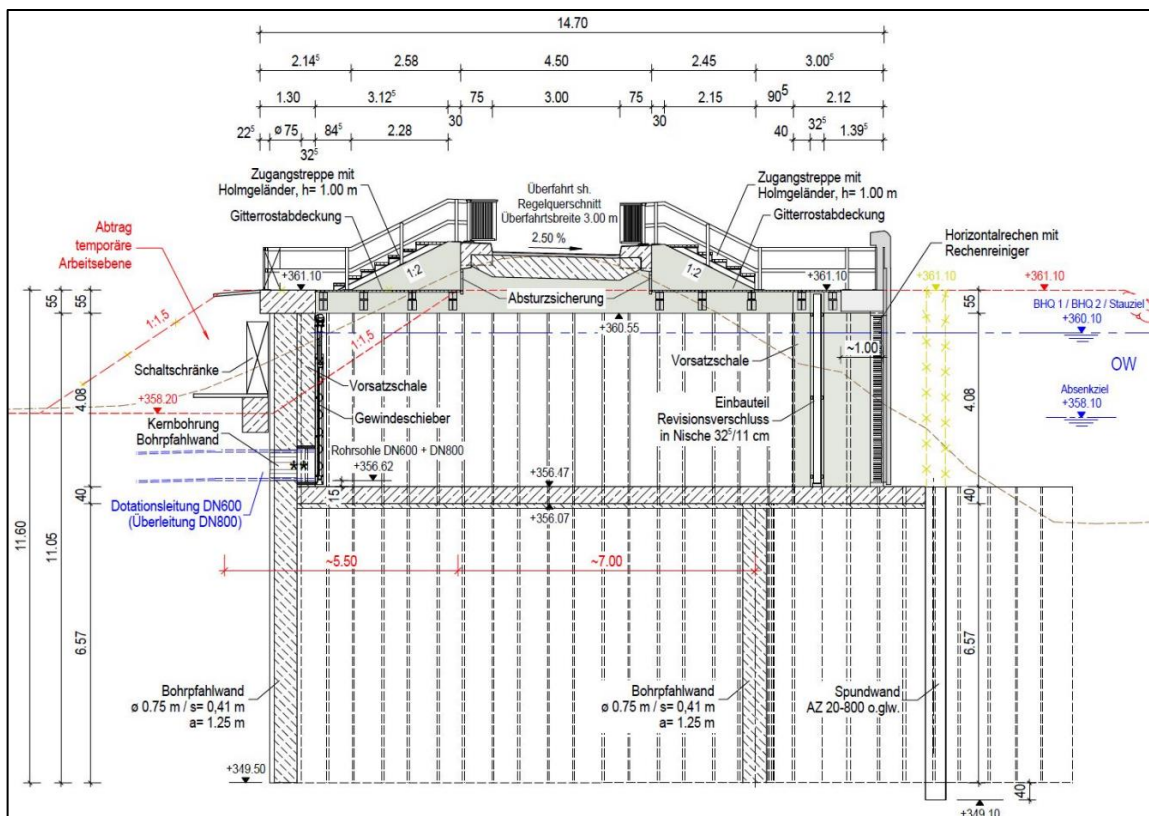 14.70
2.14⁵ 2.58 4.50 2.45 3.00⁵
1.30 3.12⁵ 75 3.00 75 2.15 90⁵ 2.12
30 30
22⁵ ø 75 84⁵ 2.28 40 32⁵ 1.39⁵
32⁵
Zugangstreppe mit
Holmgeländer, h= 1.00 m
Gitterrostabdeckung
Überfahrt sh.
Regelquerschnitt
Überfahrtsbreite 3.00 m
2.50 %
Zugangstreppe mit
Holmgeländer, h= 1.00 m
Gitterrostabdeckung
Horizontalrechen mit
Rechenreiniger
Abtrag
temporäre
Arbeitsebene
1:2
1:2
+361.10
+361.10
+361.10
+361.10
Absturzsicherung
+360.55
55
55
55
1:1,5
1:1,5
BHQ 1 / BHQ 2 / Stauziel
+360.10
OW
Absenkziel
+358.10
~1.00
Schaltschränke
Vorsatzschale
Vorsatzschale
+358.20
Gewindeschieber
Kernbohrung
Bohrpfahlwand
**
Einbauteil
Revisionsverschluss
in Nische 32⁵/11 cm
Rohrsohle DN600 + DN800
+356.62
15
+356.47
+356.07
Dotationsleitung DN600
(Überleitung DN800)
4.08
4.08
40
40
11.60
11.05
6.57
6.57
~5.50
~7.00
Bohrpfahlwand
ø 0.75 m / s= 0,41 m
a= 1.25 m
Bohrpfahlwand
ø 0.75 m / s= 0,41 m
a= 1.25 m
Spundwand
AZ 20-800 o.glw.
+349.50
40
+349.10